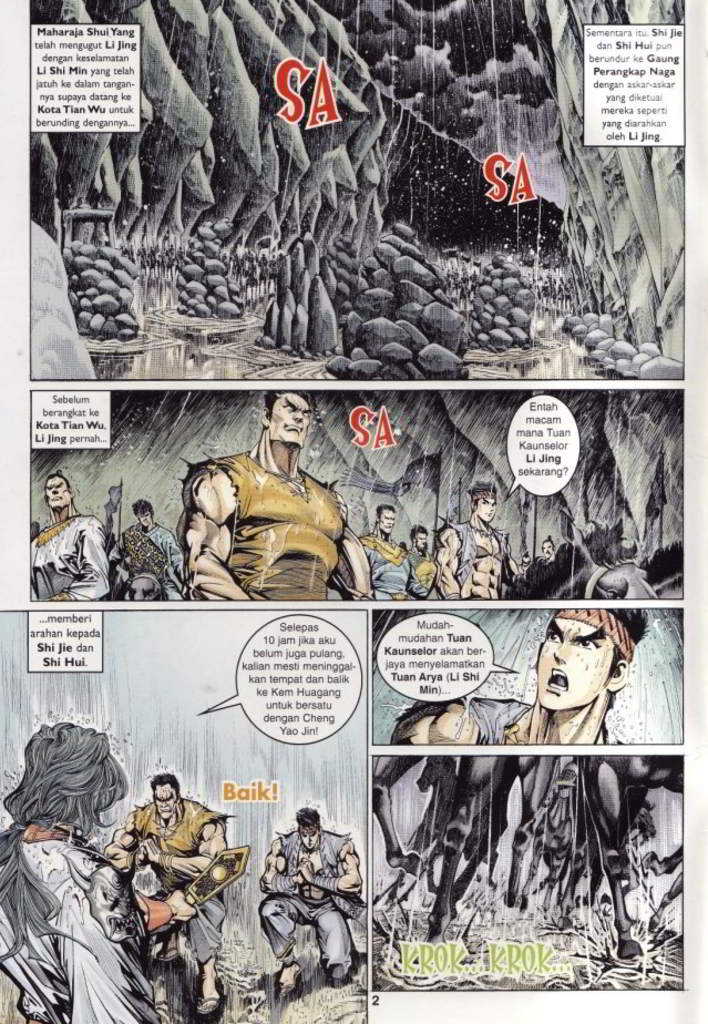 Maharaja Shui Yang
telah mengugut Li Jing
dengan keselamatan
Li Shi Min yang telah
jatuh ke dalam tangan-
nya supaya datang ke
Kota Tian Wu untuk
berunding dengannya...
Sementara itu, Shi Jie
dan Shi Hui pun
berundur ke Gaung
Perangkap Naga
dengan askar-askar
yang diketuai
mereka seperti
yang diarahkan
oleh Li Jing.
SA
SA
Sebelum
berangkat ke
Kota Tian Wu,
Li Jing pernah...
SA
Entah
macam
mana Tuan
Kaunselor
Li Jing
sekarang?
...memberi
arahan kepada
Shi Jie dan
Shi Hui.
Selepas
10 jam jika aku
belum juga pulang,
kalian mesti meninggal-
kan tempat dan balik
ke Kem Huagang
untuk bersatu
dengan Cheng
Yao Jin!
Baik!
Mudah-
mudahan Tuan
Kaunselor akan ber-
jaya menyelamatkan
Tuan Arya (Li Shi
Min)...
KROK...KROK...
2